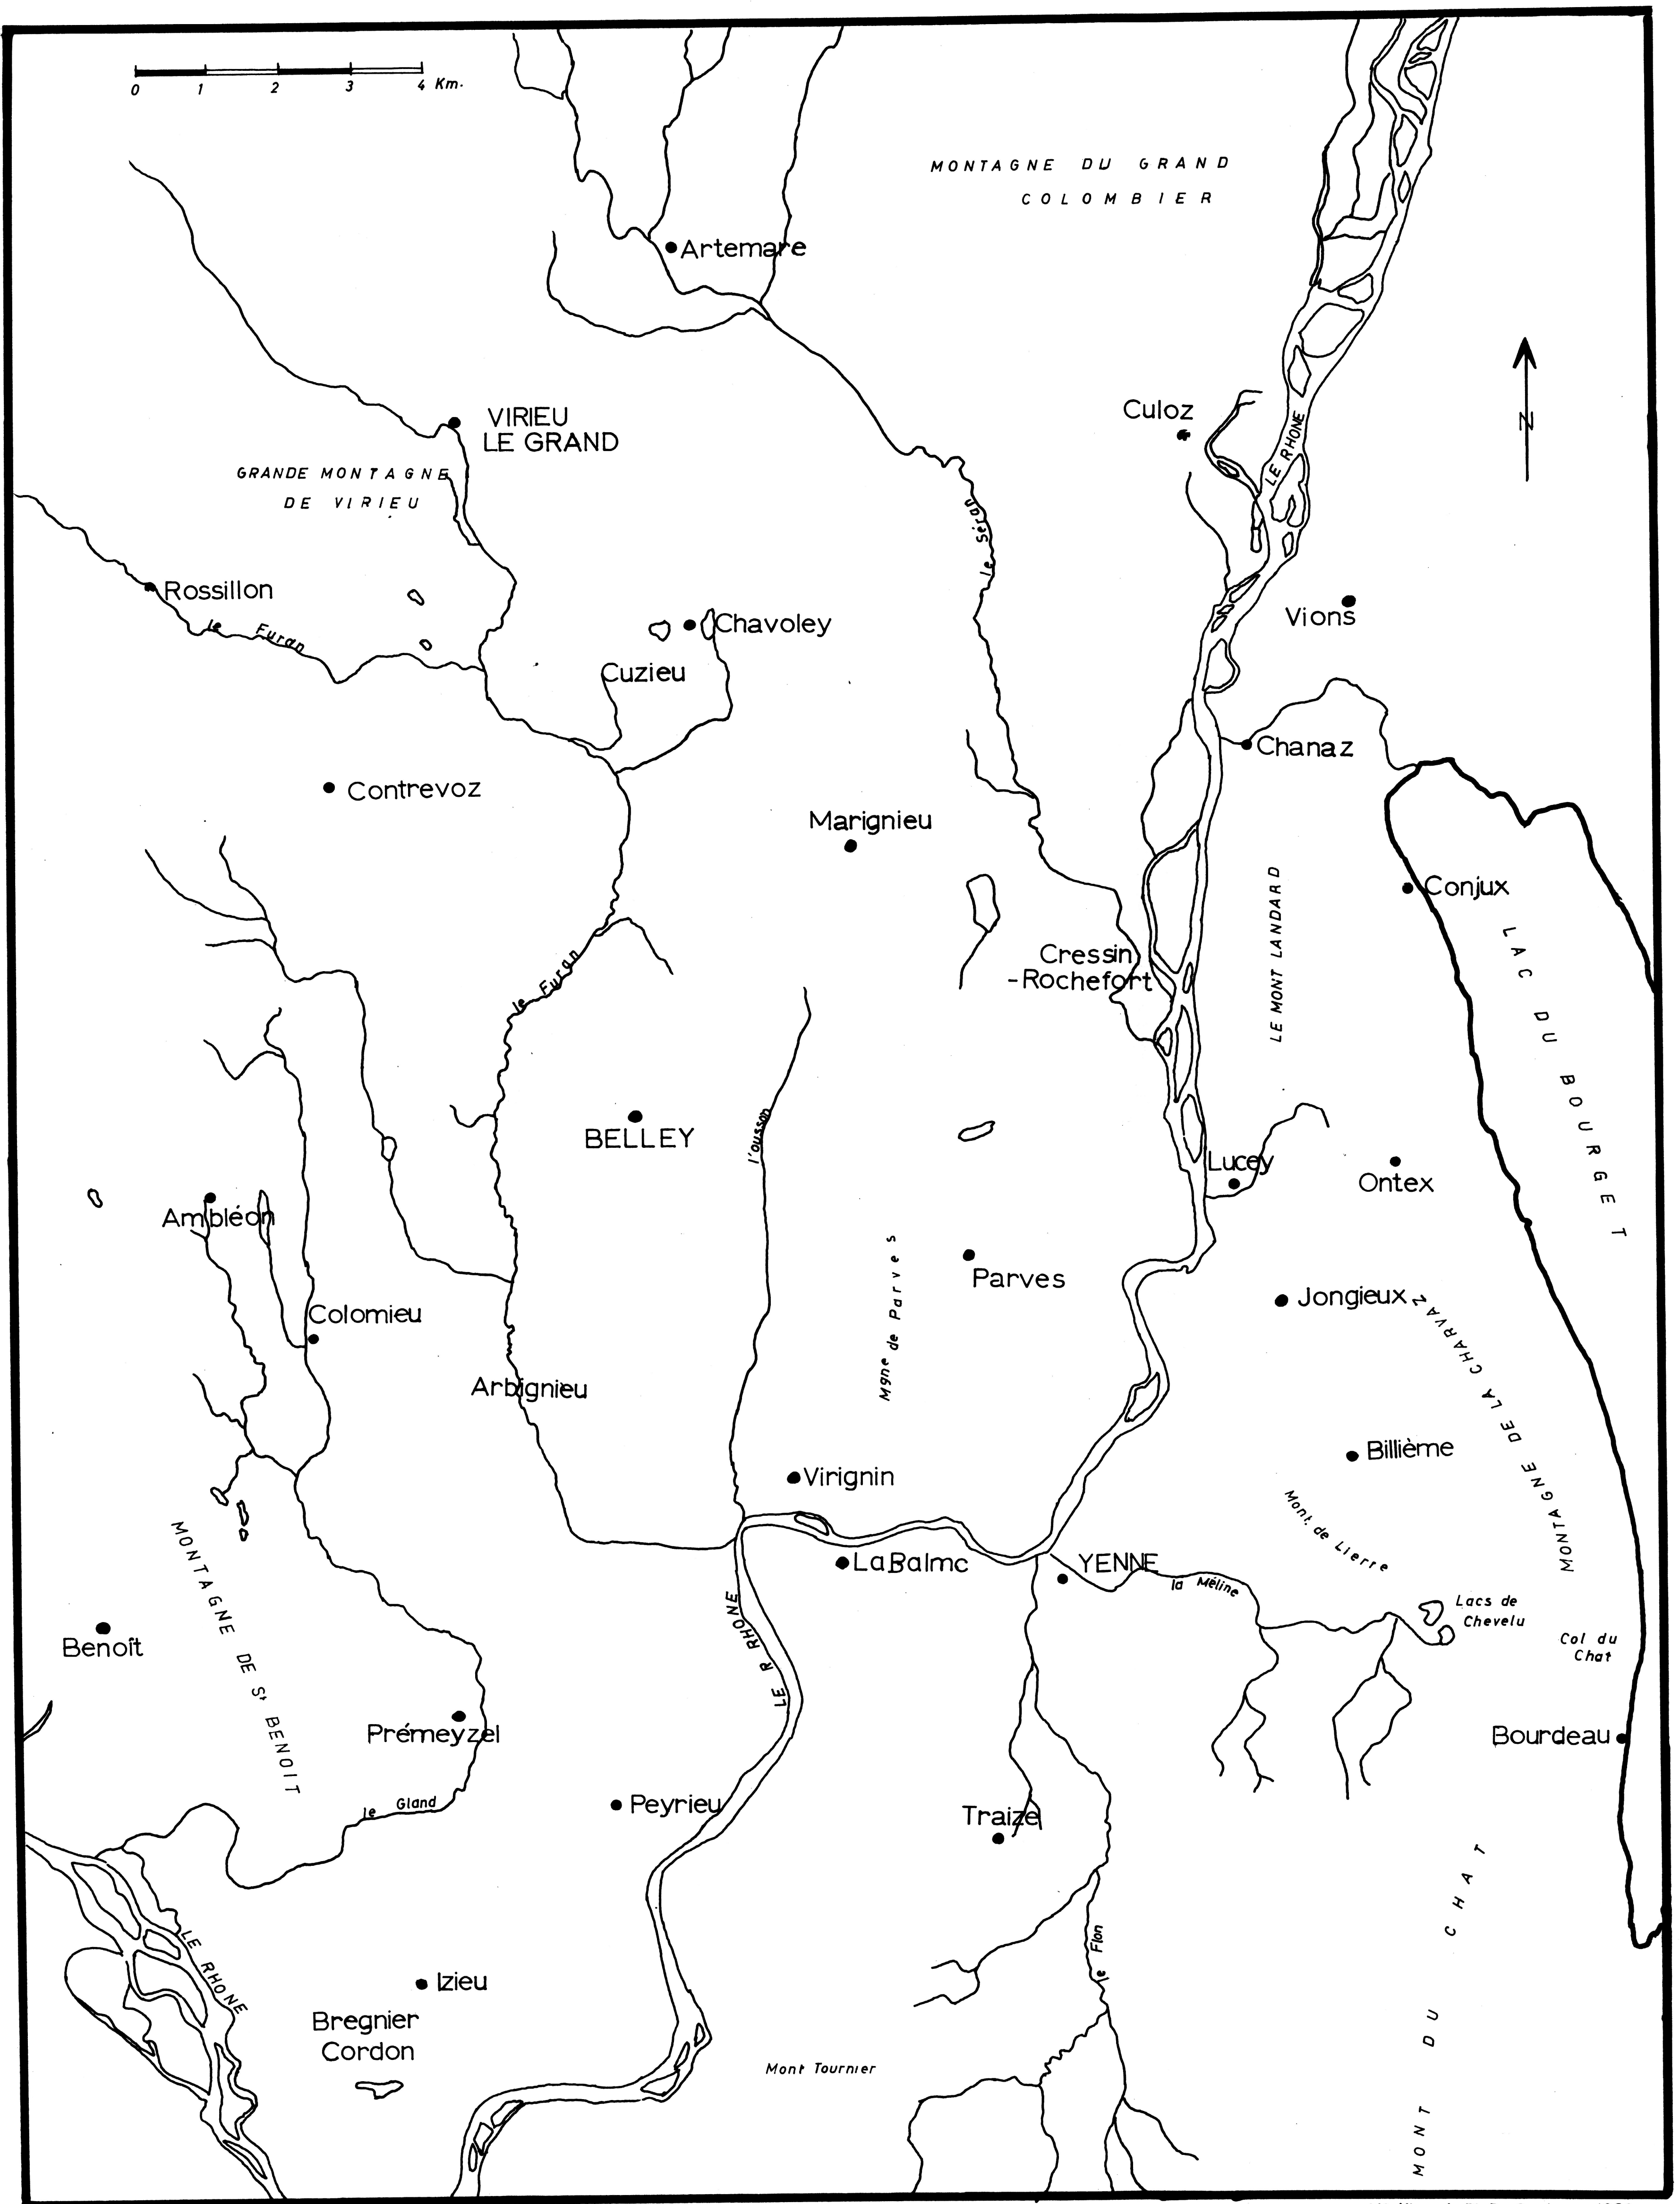 0 1 2 3 4 Km.
MONTAGNE DU GRAND
COLOMBIER
Artemare
Culoz
LE RHONE
N
VIRIEU
LE GRAND
GRANDE MONTAGNE
DE VIRIEU
le Séran
Rossillon
le Furan
Chavoley
Vions
Cuzieu
Chanaz
Contrevoz
Marignieu
Conjux
LE MONT LANDARD
LAC DU BOURGET
Cressin
-Rochefort
le Furan
BELLEY
l'ousson
Lucey
Ontex
Ambléon
Parves
Mgne de Parves
Jongieux
Colomieu
MONTAGNE DE LA CHARVAZ
Arbignieu
Billième
Virignin
Mont. de Lierre
La Balme
YENNE
la Méline
MONTAGNE DE St BENOIT
Lacs de
Chevelu
Benoît
LE R RHONE
Col du
Chat
Prémeyzel
Bourdeau
le Gland
Peyrieu
Traize
MONT DU CHAT
LE RHONE
le Flon
Izieu
Bregnier
Cordon
Mont Tournier